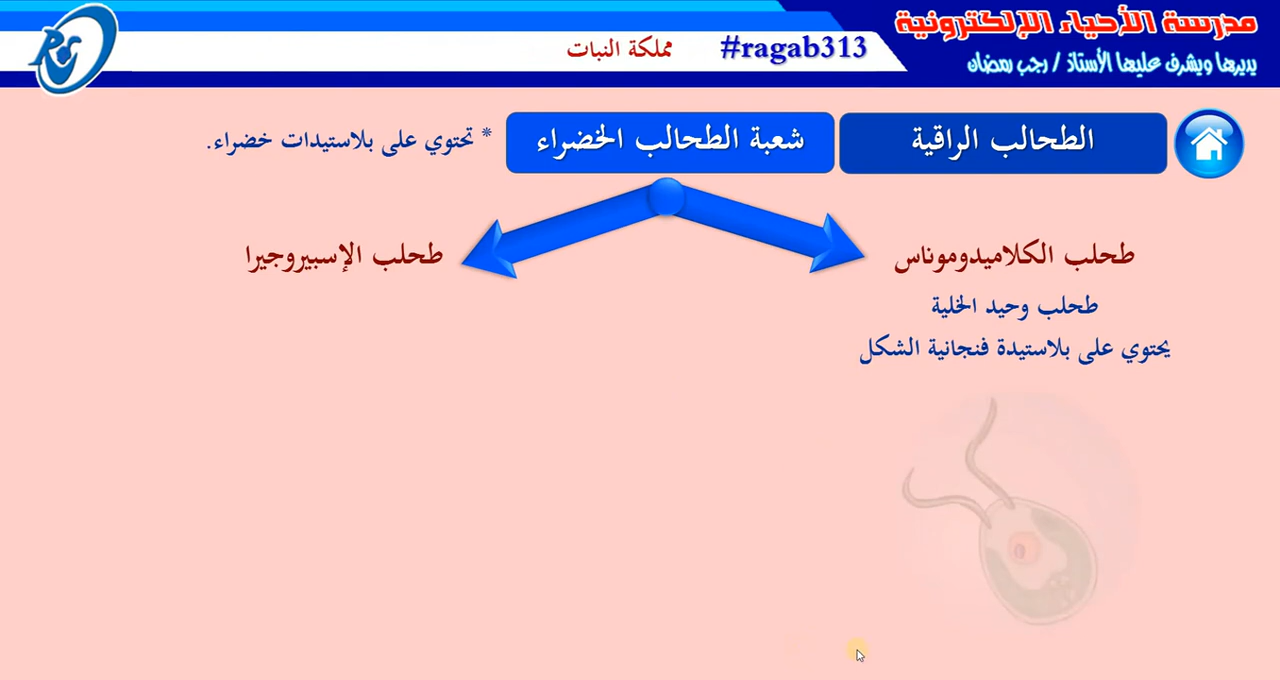 مدرسة الأحياء الإلكترونية
يديرها ويشرف عليها الأستاذ / رجب رمضان
#ragab313
مملكة النبات
الطحالب الراقية
شعبة الطحالب الخضراء
* تحتوي على بلاستيدات خضراء.
طحلب الكلاميدوموناس
طحلب وحيد الخلية
يحتوي على بلاستيدة فنجانية الشكل
طحلب الإسبيروجيرا